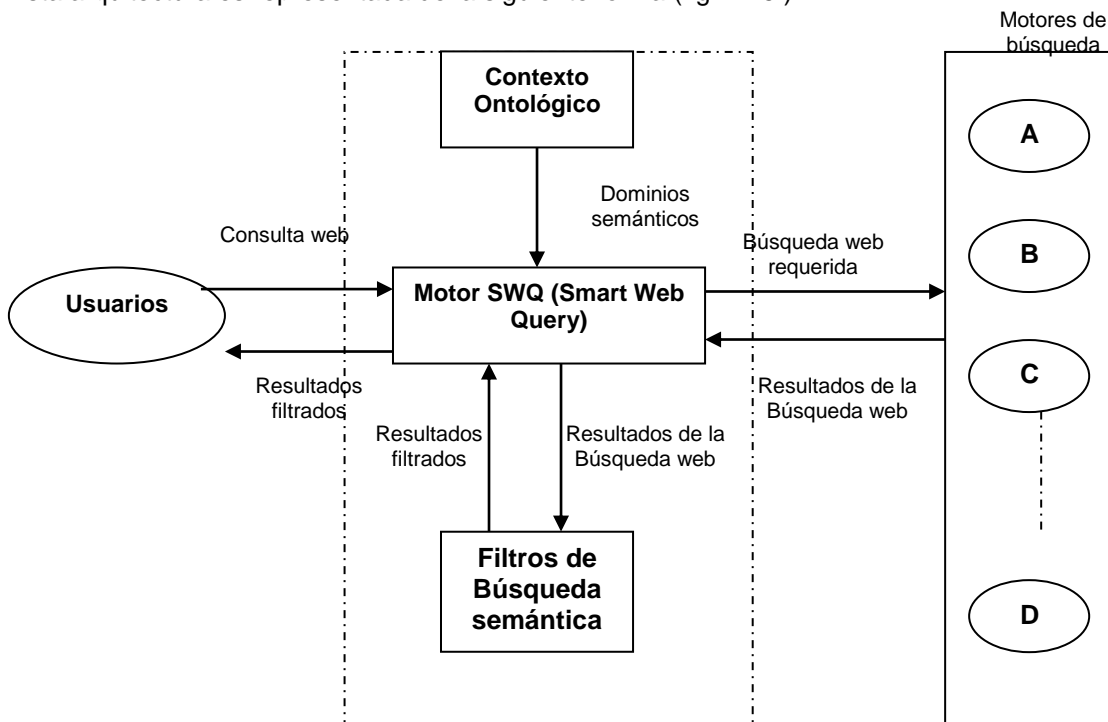 Motores de
búsqueda
Contexto
Ontológico
A
Dominios
semánticos
Consulta web
Búsqueda web
requerida
B
Usuarios
Motor SWQ (Smart Web
Query)
Resultados
filtrados
Resultados de la
Búsqueda web
C
Resultados
filtrados
Resultados de la
Búsqueda web
Filtros de
Búsqueda
semántica
D